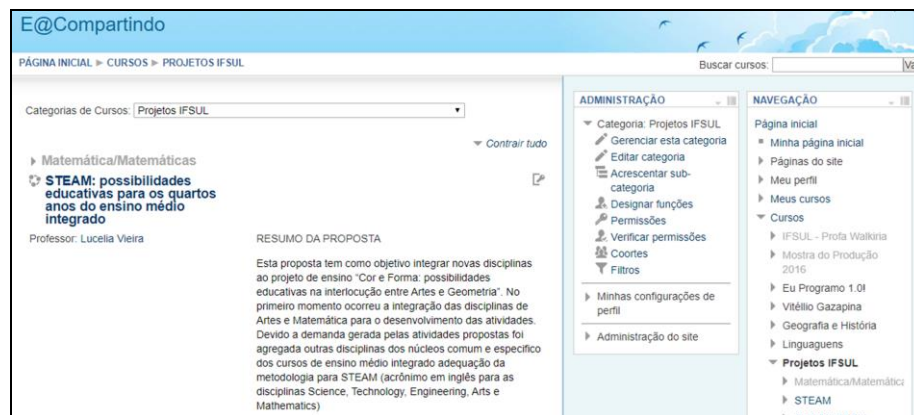 E@Compartindo
PÁGINA INICIAL ► CURSOS ► PROJETOS IFSUL
Buscar cursos:
Va
Categorias de Cursos: Projetos IFSUL
Contrair tudo
Matemática/Matemáticas
STEAM: possibilidades
educativas para os quartos
anos do ensino médio
integrado
Professor: Lucelia Vieira
RESUMO DA PROPOSTA
Esta proposta tem como objetivo integrar novas disciplinas
ao projeto de ensino "Cor e Forma: possibilidades
educativas na interlocução entre Artes e Geometria". No
primeiro momento ocorreu a integração das disciplinas de
Artes e Matemática para o desenvolvimento das atividades.
Devido a demanda gerada pelas atividades propostas foi
agregada outras disciplinas dos núcleos comum e especifico
dos cursos de ensino médio integrado adequação da
metodologia para STEAM (acrônimo em inglês para as
disciplinas Science, Technology, Engineering, Arts e
Mathematics)
ADMINISTRAÇÃO
Categoria: Projetos IFSUL
Gerenciar esta categoria
Editar categoria
Acrescentar sub-
categoria
Designar funções
Permissões
Verificar permissões
Coortes
Filtros
Minhas configurações de
perfil
Administração do site
NAVEGAÇÃO
Página inicial
Minha página inicial
Páginas do site
Meu perfil
Meus cursos
Cursos
IFSUL - Profa Walkiria
Mostra do Produção
2016
Eu Programo 1.0!
Vitéllio Gazapina
Geografia e História
Linguaguens
Projetos IFSUL
Matemática/Matemátic
STEAM